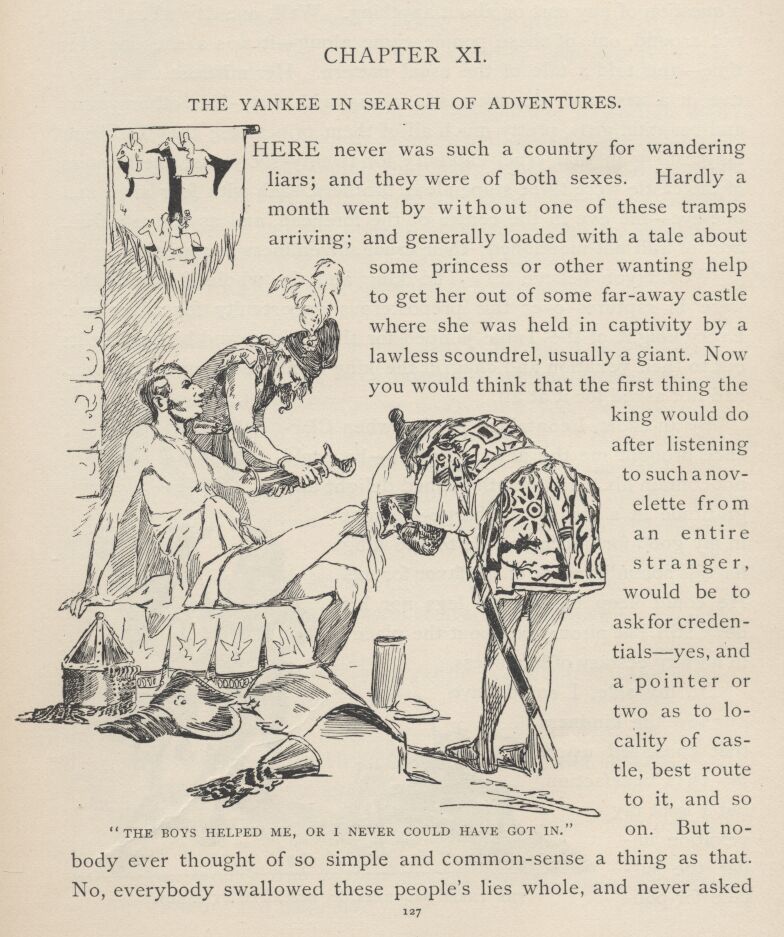 CHAPTER XI.
THE YANKEE IN SEARCH OF ADVENTURES.
THERE never was such a country for wandering
liars; and they were of both sexes. Hardly a
month went by without one of these tramps
arriving; and generally loaded with a tale about
some princess or other wanting help
to get her out of some far-away castle
where she was held in captivity by a
lawless scoundrel, usually a giant. Now
you would think that the first thing the
king would do
after listening
to such a nov-
elette from
an entire
stranger,
would be to
ask for creden-
tials—yes, and
a pointer or
two as to lo-
cality of cas-
tle, best route
to it, and so
on. But no-
"THE BOYS HELPED ME, OR I NEVER COULD HAVE GOT IN."
body ever thought of so simple and common-sense a thing as that.
No, everybody swallowed these people's lies whole, and never asked
127